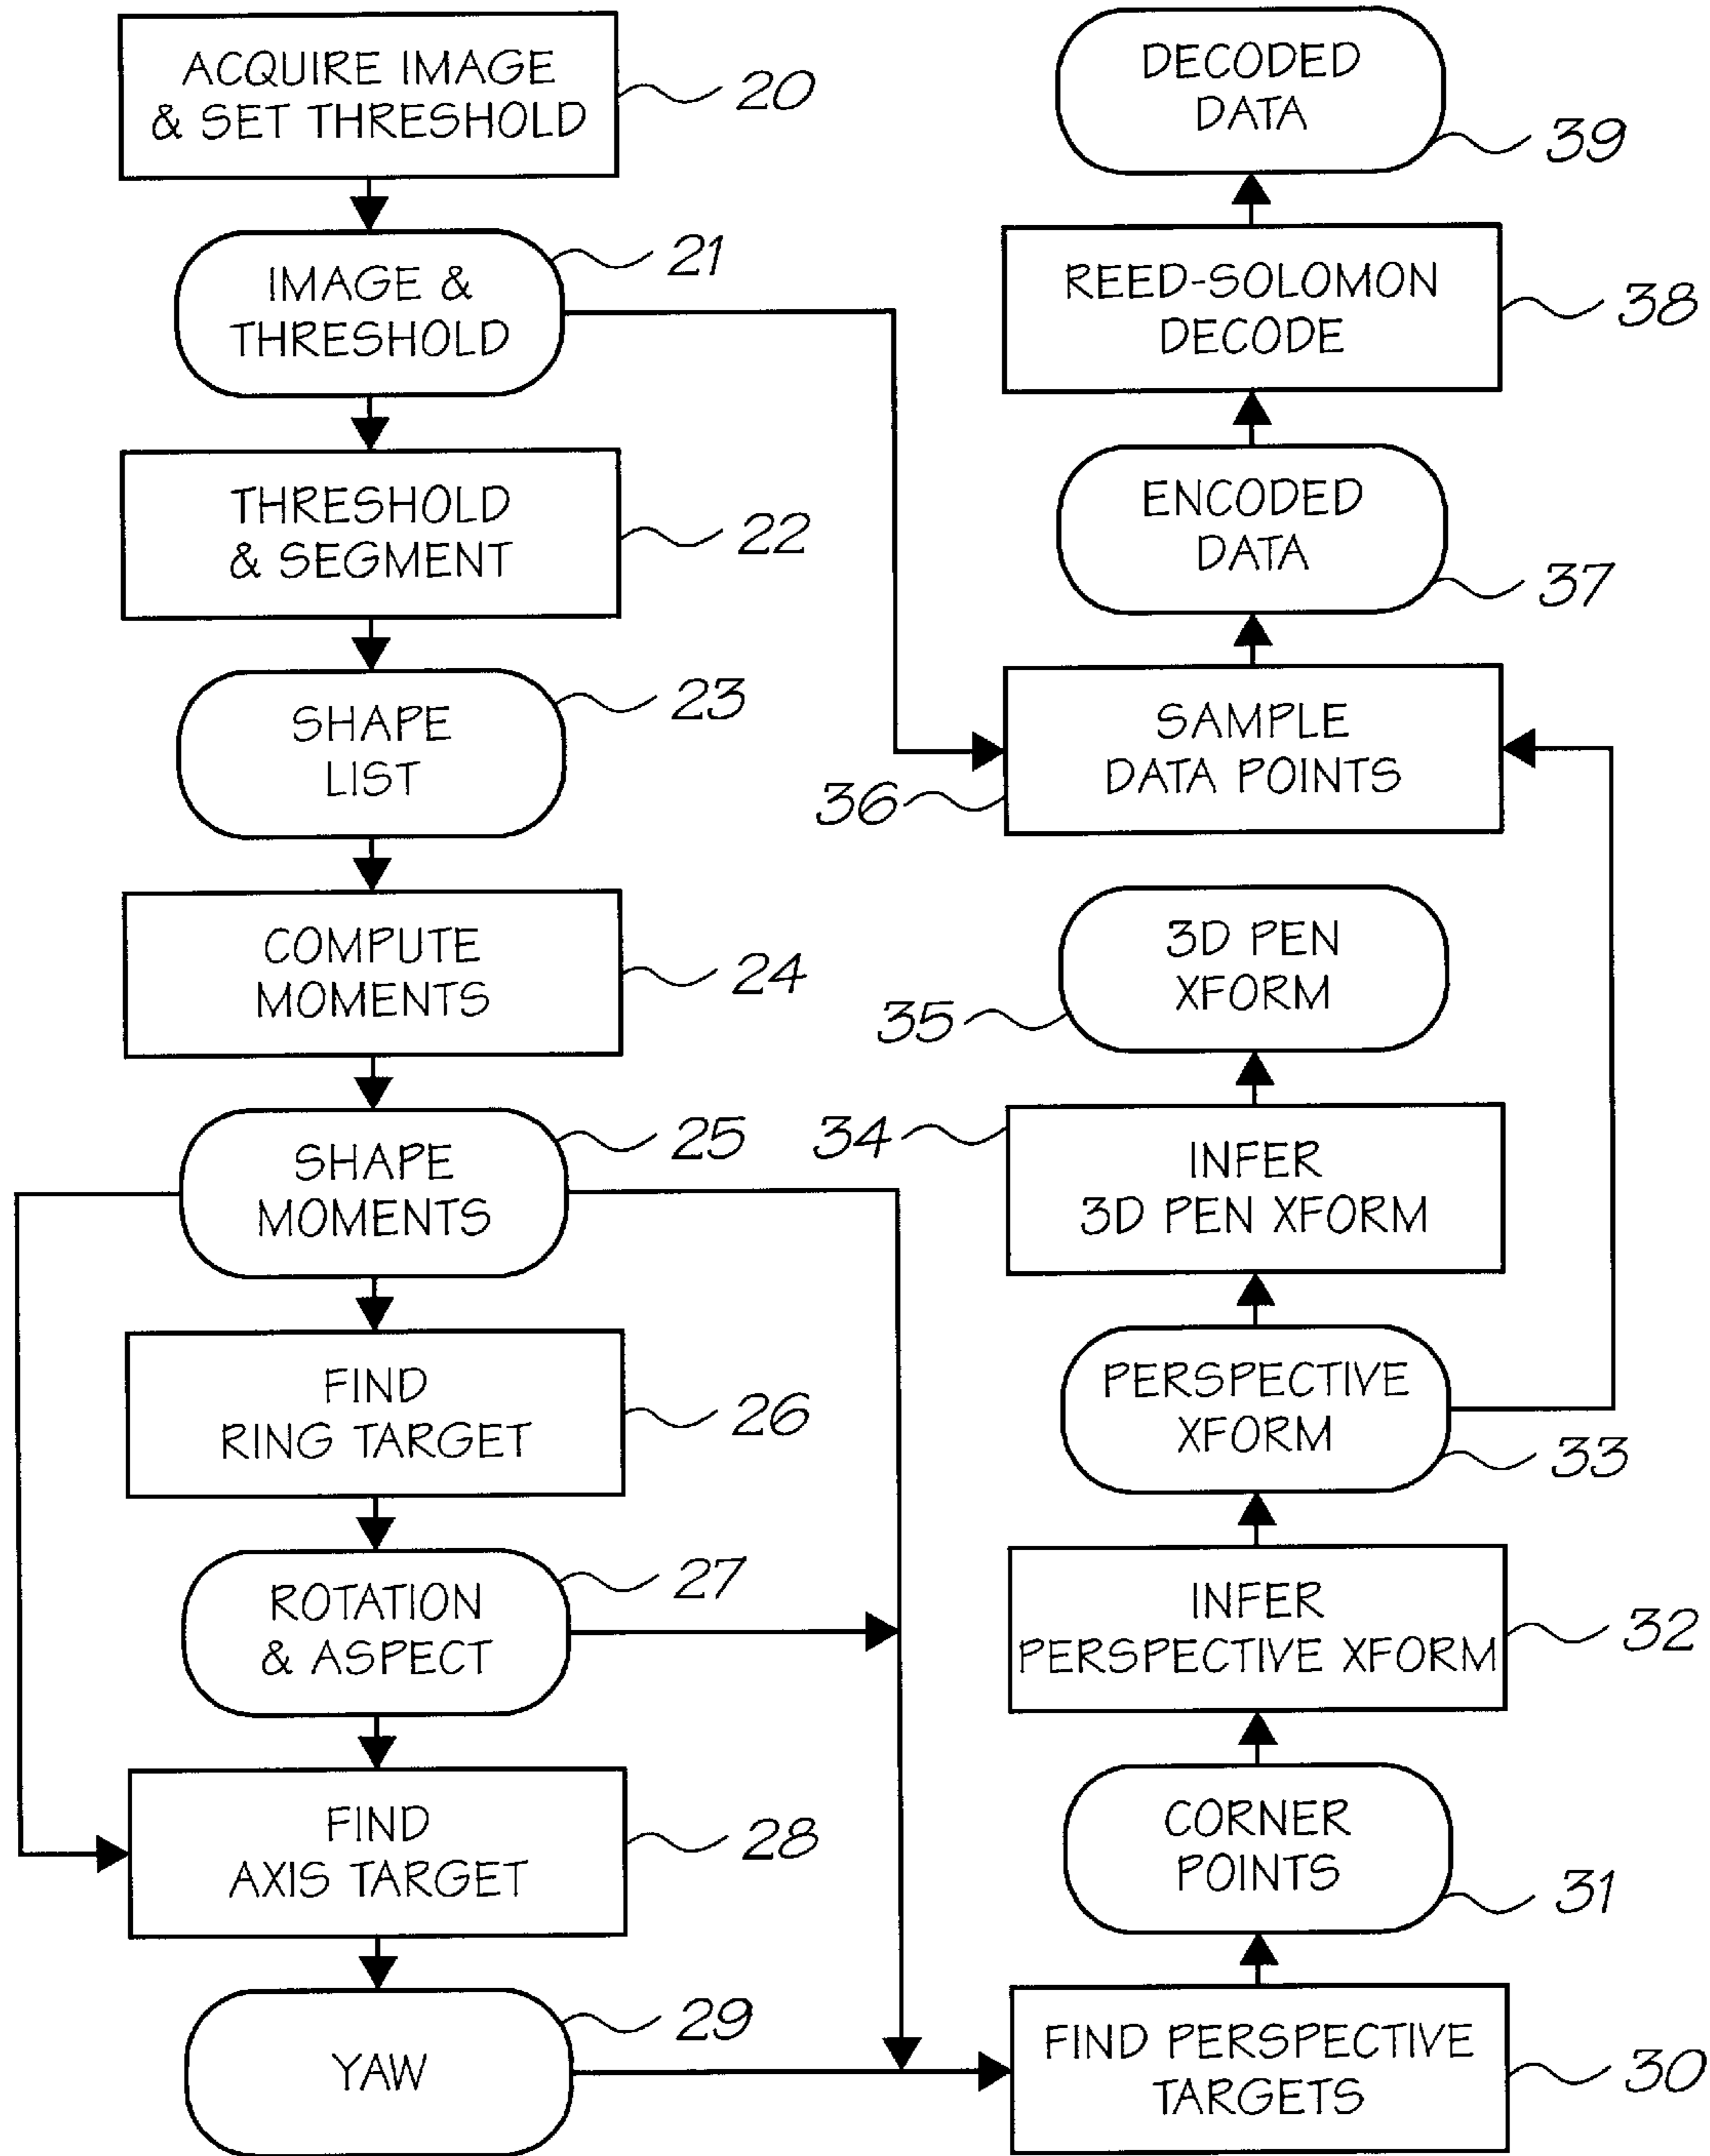 ACQUIRE IMAGE
& SET THRESHOLD
20
IMAGE &
THRESHOLD
21
THRESHOLD
& SEGMENT
22
SHAPE
LIST
23
COMPUTE
MOMENTS
24
SHAPE
MOMENTS
25
FIND
RING TARGET
26
ROTATION
& ASPECT
27
FIND
AXIS TARGET
28
YAW
29
DECODED
DATA
39
REED-SOLOMON
DECODE
38
ENCODED
DATA
37
SAMPLE
DATA POINTS
36
3D PEN
XFORM
35
INFER
3D PEN XFORM
34
PERSPECTIVE
XFORM
33
INFER
PERSPECTIVE XFORM
32
CORNER
POINTS
31
FIND PERSPECTIVE
TARGETS
30